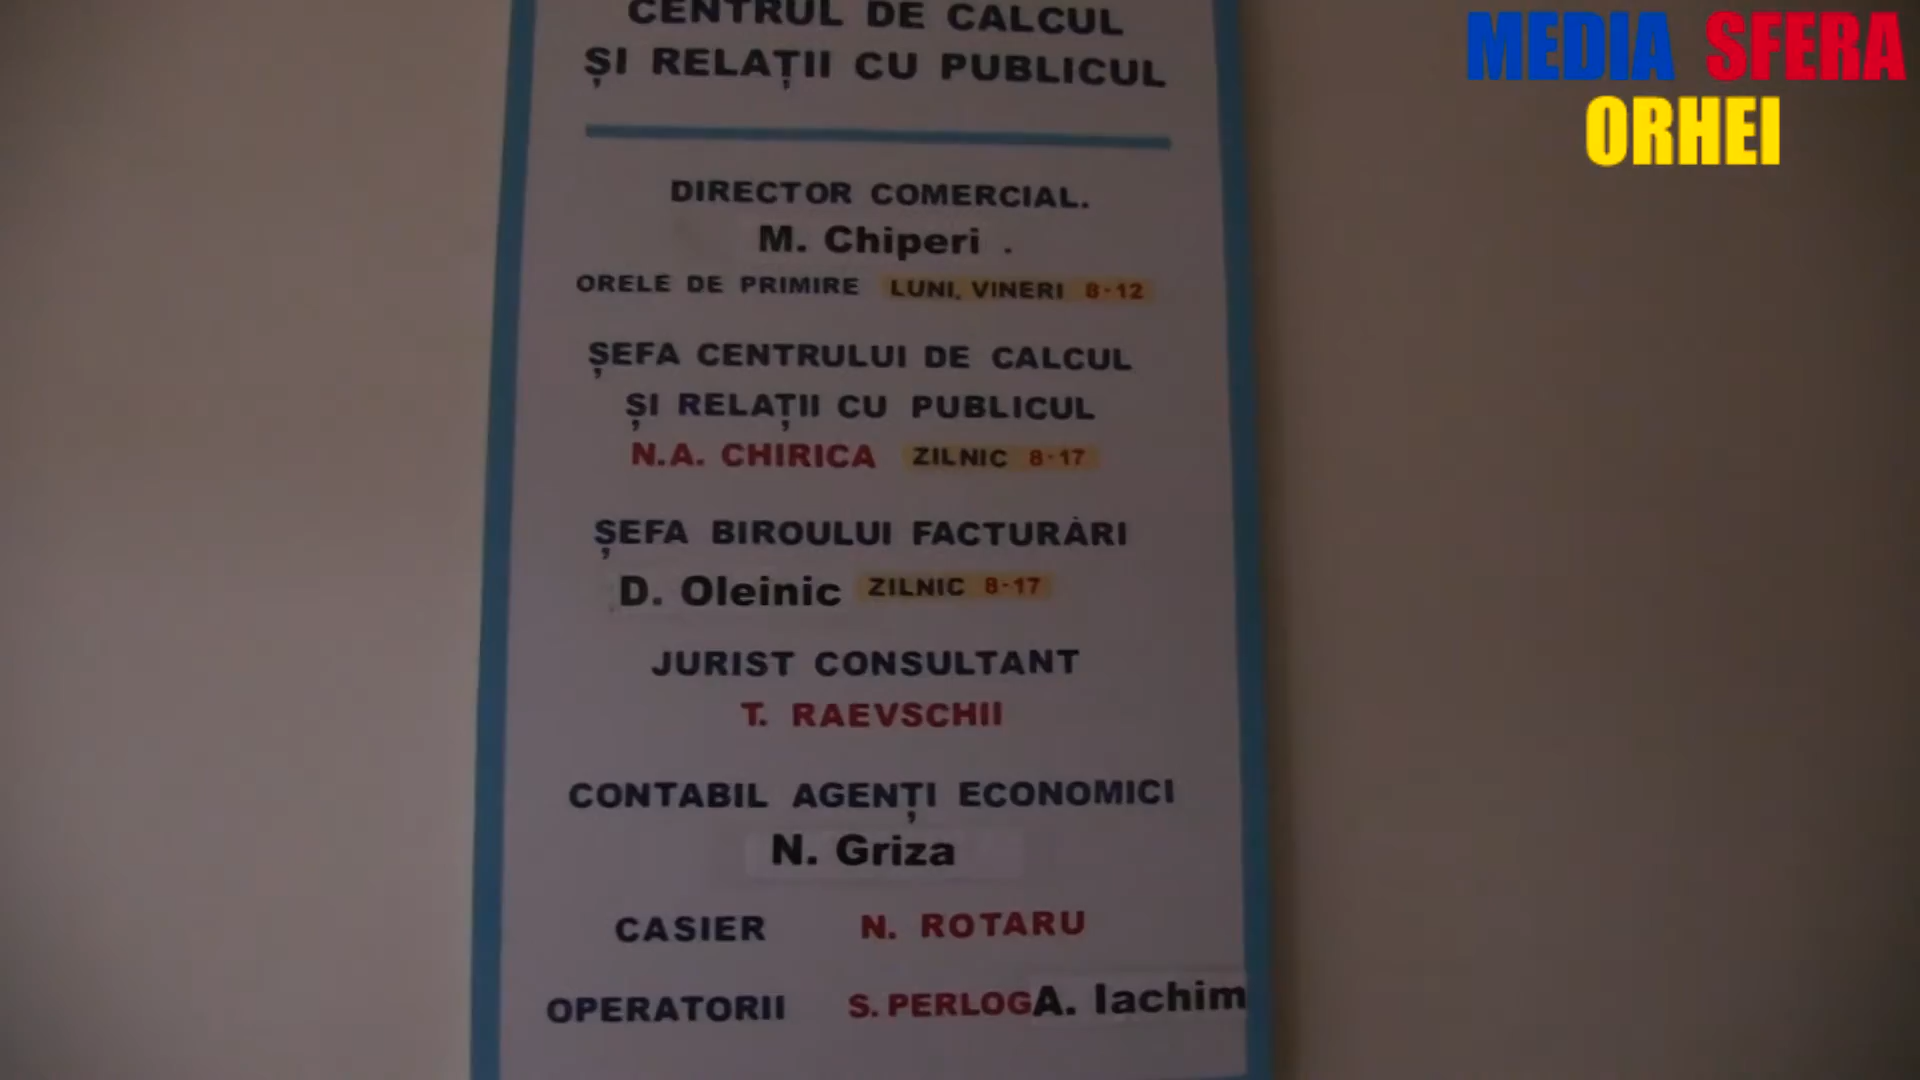 CENTRUL DE CALCUL
ȘI RELAȚII CU PUBLICUL
MEDIA SFERA
ORHEI
DIRECTOR COMERCIAL.
M. Chiperi .
ORELE DE PRIMIRE LUNI, VINERI 8-12
ȘEFA CENTRULUI DE CALCUL
ȘI RELAȚII CU PUBLICUL
N.A. CHIRICA ZILNIC 8-17
ȘEFA BIROULUI FACTURĂRI
D. Oleinic ZILNIC 8-17
JURIST CONSULTANT
T. RAEVSCHII
CONTABIL AGENȚI ECONOMICI
N. Griza
CASIER N. ROTARU
OPERATORII S. PERLOG A. Iachim